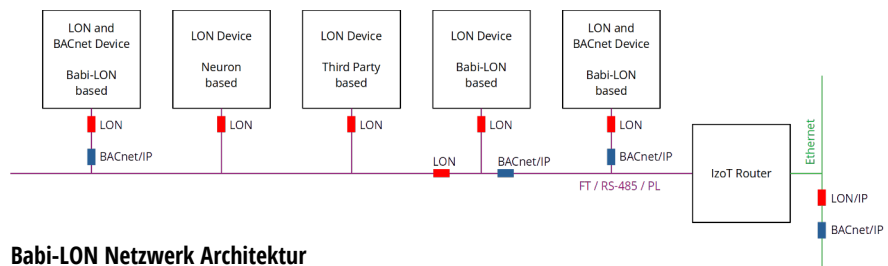 LON and
BACnet Device
Babi-LON
based
LON Device
Neuron
based
LON Device
Third Party
based
LON Device
Babi-LON
based
LON and
BACnet Device
Babi-LON
based
LON
LON
LON
LON
LON
BACnet/IP
BACnet/IP
LON
BACnet/IP
FT / RS-485 / PL
IzoT Router
Ethernet
LON/IP
BACnet/IP
Babi-LON Netzwerk Architektur